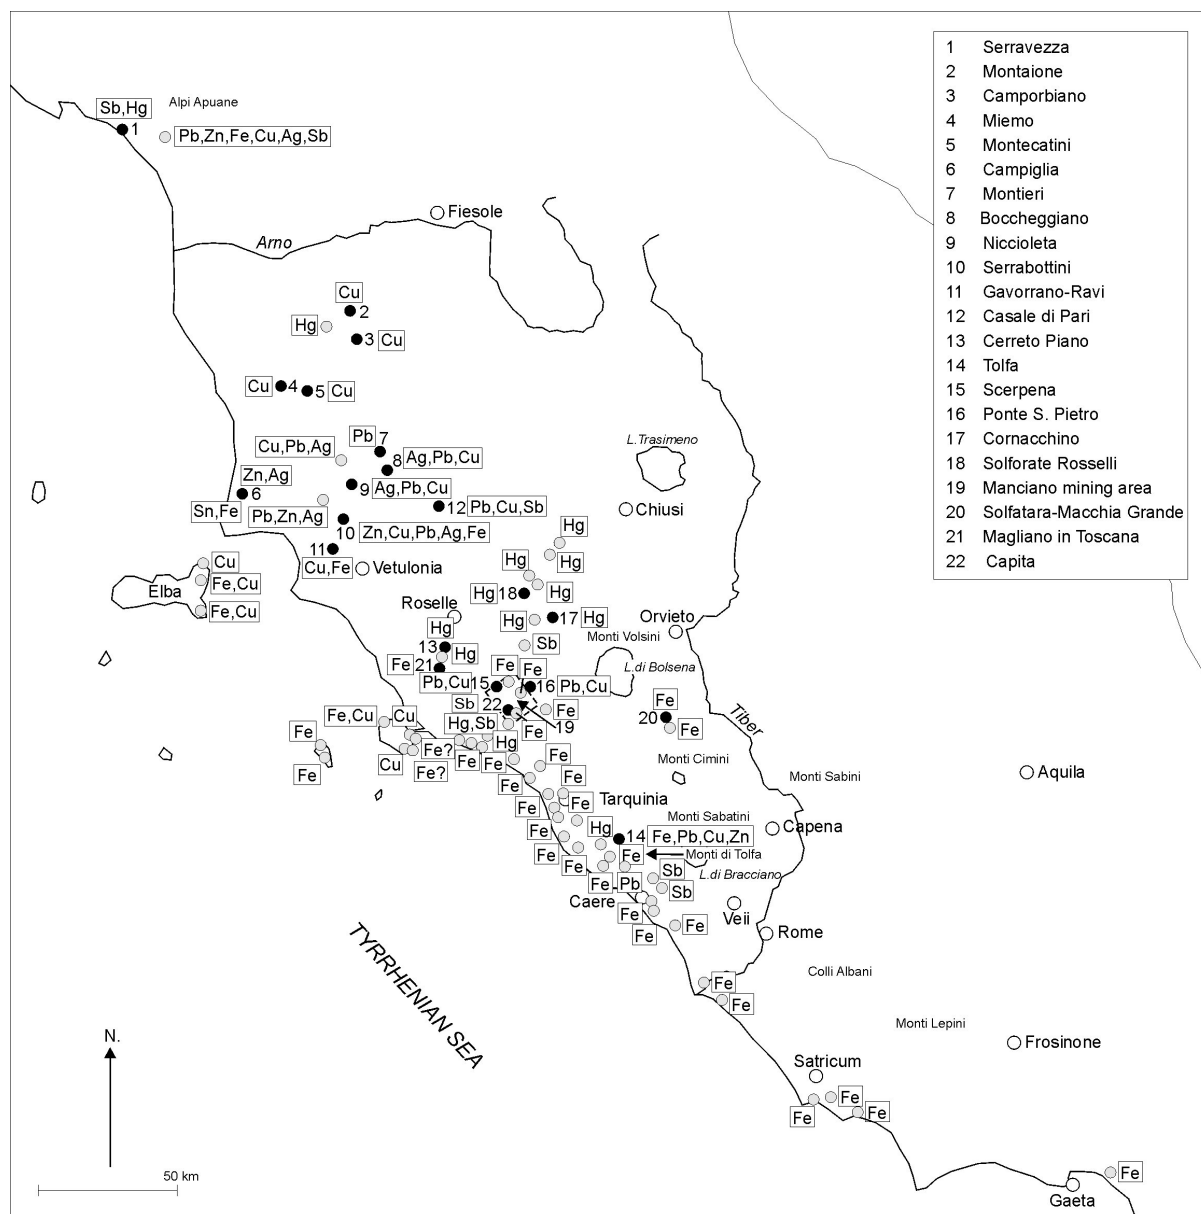 1 Serravezza
2 Montaione
3 Camporbiano
4 Miemo
5 Montecatini
6 Campiglia
7 Montieri
8 Boccheggiano
9 Niccioleta
10 Serrabottini
11 Gavorrano-Ravi
12 Casale di Pari
13 Cerreto Piano
14 Tolfa
15 Scerpena
16 Ponte S. Pietro
17 Cornacchino
18 Solforate Rosselli
19 Manciano mining area
20 Solfatara-Macchia Grande
21 Magliano in Toscana
22 Capita
Sb,Hg
Alpi Apuane
1
Pb,Zn,Fe,Cu,Ag,Sb
Fiesole
Arno
Cu
2
Hg
3 Cu
Cu 4
5 Cu
Pb 7
Cu,Pb,Ag
8 Ag,Pb,Cu
L.Trasimeno
Zn,Ag
6
9 Ag,Pb,Cu
Sn,Fe
Pb,Zn,Ag
12 Pb,Cu,Sb
Chiusi
10 Zn,Cu,Pb,Ag,Fe
Hg
11
Hg
Cu,Fe
Vetulonia
Cu
Hg
Elba
Fe,Cu
Hg 18
Hg
Fe,Cu
Roselle
Hg
17 Hg
Orvieto
Hg
13
Hg
Sb
Monti Volsini
Fe 21
Fe
Fe
L.di Bolsena
Pb,Cu 15
16 Pb,Cu
Sb 22
Fe
Fe
20
Tiber
Fe,Cu
Cu
Hg,Sb
Fe
19
Fe
Fe
Fe?
Hg
Cu
Fe
Fe
Fe
Monti Cimini
Fe
Fe?
Fe
Fe
Monti Sabini
Aquila
Fe
Fe
Tarquinia
Fe
Hg
Monti Sabatini
Capena
14 Fe,Pb,Cu,Zn
Fe
Fe
Monti di Tolfa
Fe
Sb
L.di Bracciano
Fe
Pb
Sb
Caere
Fe
Veii
Fe
Fe
Rome
TYRRHENIAN SEA
Colli Albani
Fe
Fe
Monti Lepini
N.
Frosinone
Satricum
Fe
Fe
Fe
50 km
Fe
Gaeta